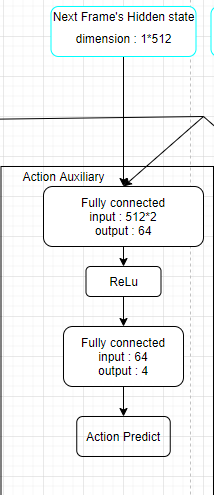 Next Frame's Hidden state
dimension : 1*512
Action Auxiliary
Fully connected
input : 512*2
output : 64
ReLu
Fully connected
input : 64
output : 4
Action Predict